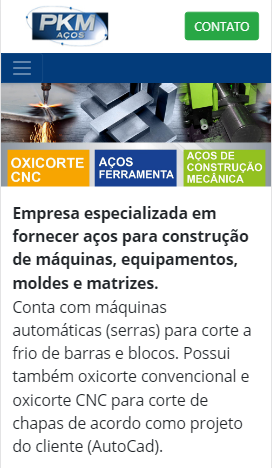 PKM
AÇOS
CONTATO
OXICORTE
CNC
AÇOS
FERRAMENTA
AÇOS DE
CONSTRUÇÃO
MECÂNICA
Empresa especializada em
fornecer aços para construção
de máquinas, equipamentos,
moldes e matrizes.
Conta com máquinas
automáticas (serras) para corte a
frio de barras e blocos. Possui
também oxicorte convencional e
oxicorte CNC para corte de
chapas de acordo como projeto
do cliente (AutoCad).